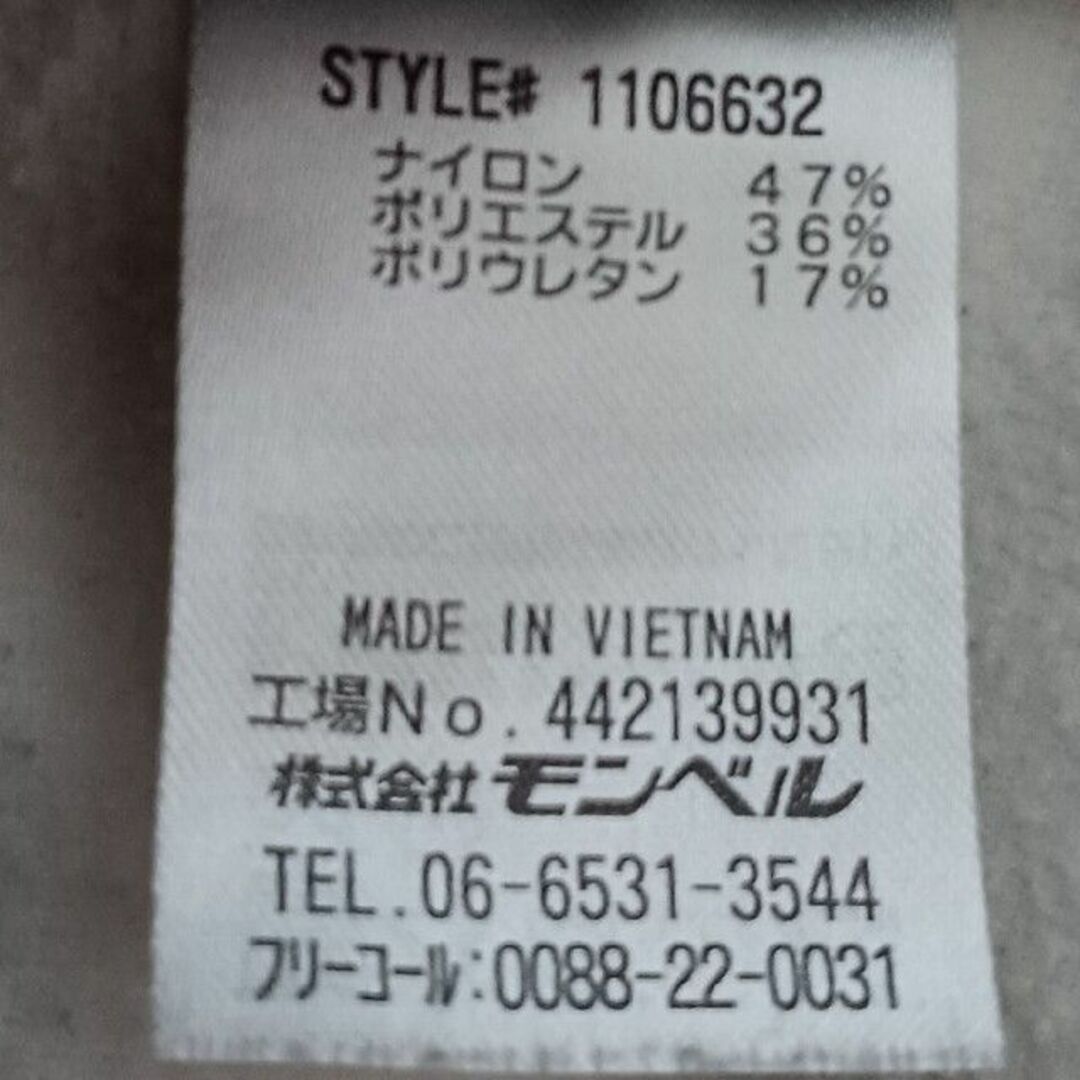 STYLE# 1106632
ナイロン 47%
ポリエステル 36%
ポリウレタン 17%
MADE IN VIETNAM
工場No.442139931
株式会社モンベル
TEL.06-6531-3544
フリーコール:0088-22-0031